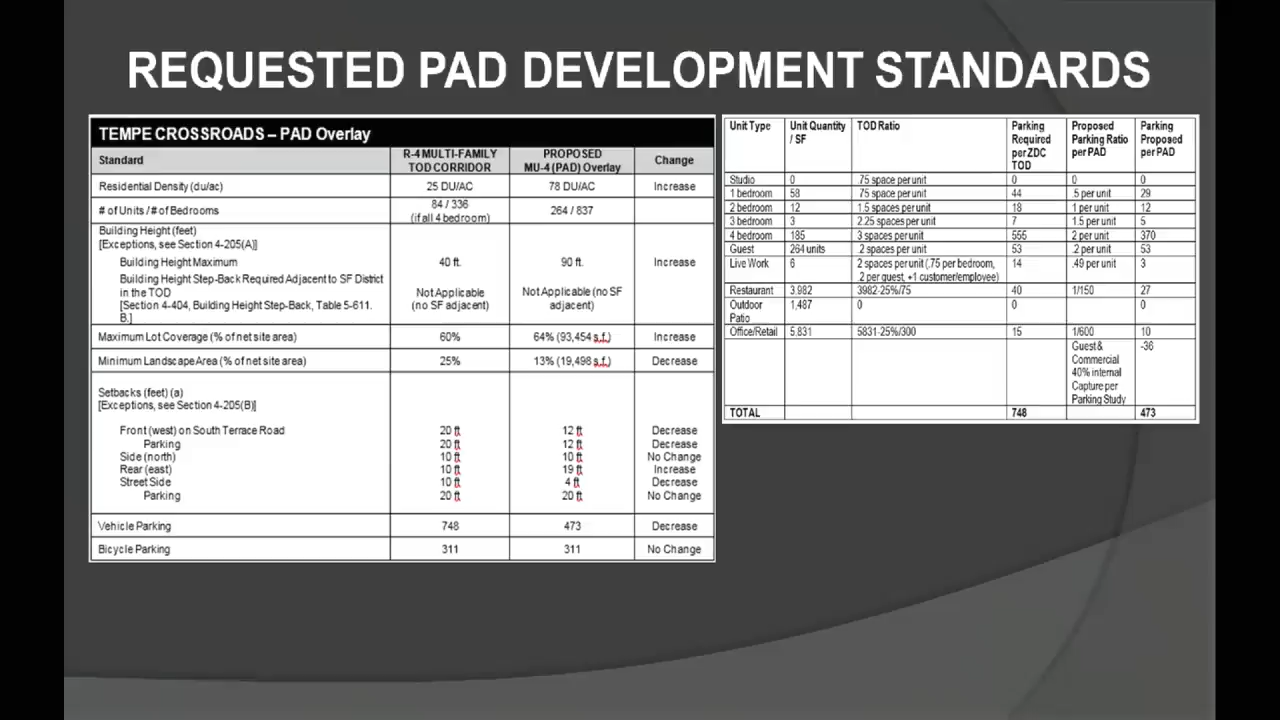 REQUESTED PAD DEVELOPMENT STANDARDS
TEMPE CROSSROADS – PAD Overlay
Standard R-4 MULTI-FAMILY TOD CORRIDOR PROPOSED MU-4 (PAD) Overlay Change
Residential Density (du/ac) 25 DU/AC 78 DU/AC Increase
# of Units / # of Bedrooms 84 / 336 (if all 4 bedroom) 264 / 837
Building Height (feet)
[Exceptions, see Section 4-205(A)]
Building Height Maximum 40 ft. 90 ft. Increase
Building Height Step-Back Required Adjacent to SF District
in the TOD Not Applicable (no SF adjacent) Not Applicable (no SF adjacent)
[Section 4-404, Building Height Step-Back, Table 5-611.
B.]
Maximum Lot Coverage (% of net site area) 60% 64% (93,454 s.f.) Increase
Minimum Landscape Area (% of net site area) 25% 13% (19,498 s.f.) Decrease
Setbacks (feet) (a)
[Exceptions, see Section 4-205(B)]
Front (west) on South Terrace Road 20 ft 12 ft Decrease
Parking 20 ft 12 ft Decrease
Side (north) 10 ft 10 ft No Change
Rear (east) 10 ft 19 ft Increase
Street Side 10 ft 4 ft Decrease
Parking 20 ft 20 ft No Change
Vehicle Parking 748 473 Decrease
Bicycle Parking 311 311 No Change
Unit Type Unit Quantity / SF TOD Ratio Parking Required per ZDC TOD Proposed Parking Ratio per PAD Parking Proposed per PAD
Studio 0 .75 space per unit 0 0 0
1 bedroom 58 .75 space per unit 44 .5 per unit 29
2 bedroom 12 1.5 spaces per unit 18 1 per unit 12
3 bedroom 3 2.25 spaces per unit 7 1.5 per unit 5
4 bedroom 185 3 spaces per unit 555 2 per unit 370
Guest 264 units .2 spaces per unit 53 .2 per unit 53
Live Work 6 2 spaces per unit (.75 per bedroom, .2 per guest, +1 customer/employee) 14 .49 per unit 3
Restaurant 3,982 3982-25%/75 40 1/150 27
Outdoor Patio 1,487 0 0 0
Office/Retail 5,831 5831-25%/300 15 1/600 10
Guest & Commercial 40% internal Capture per Parking Study -36
TOTAL 748 473